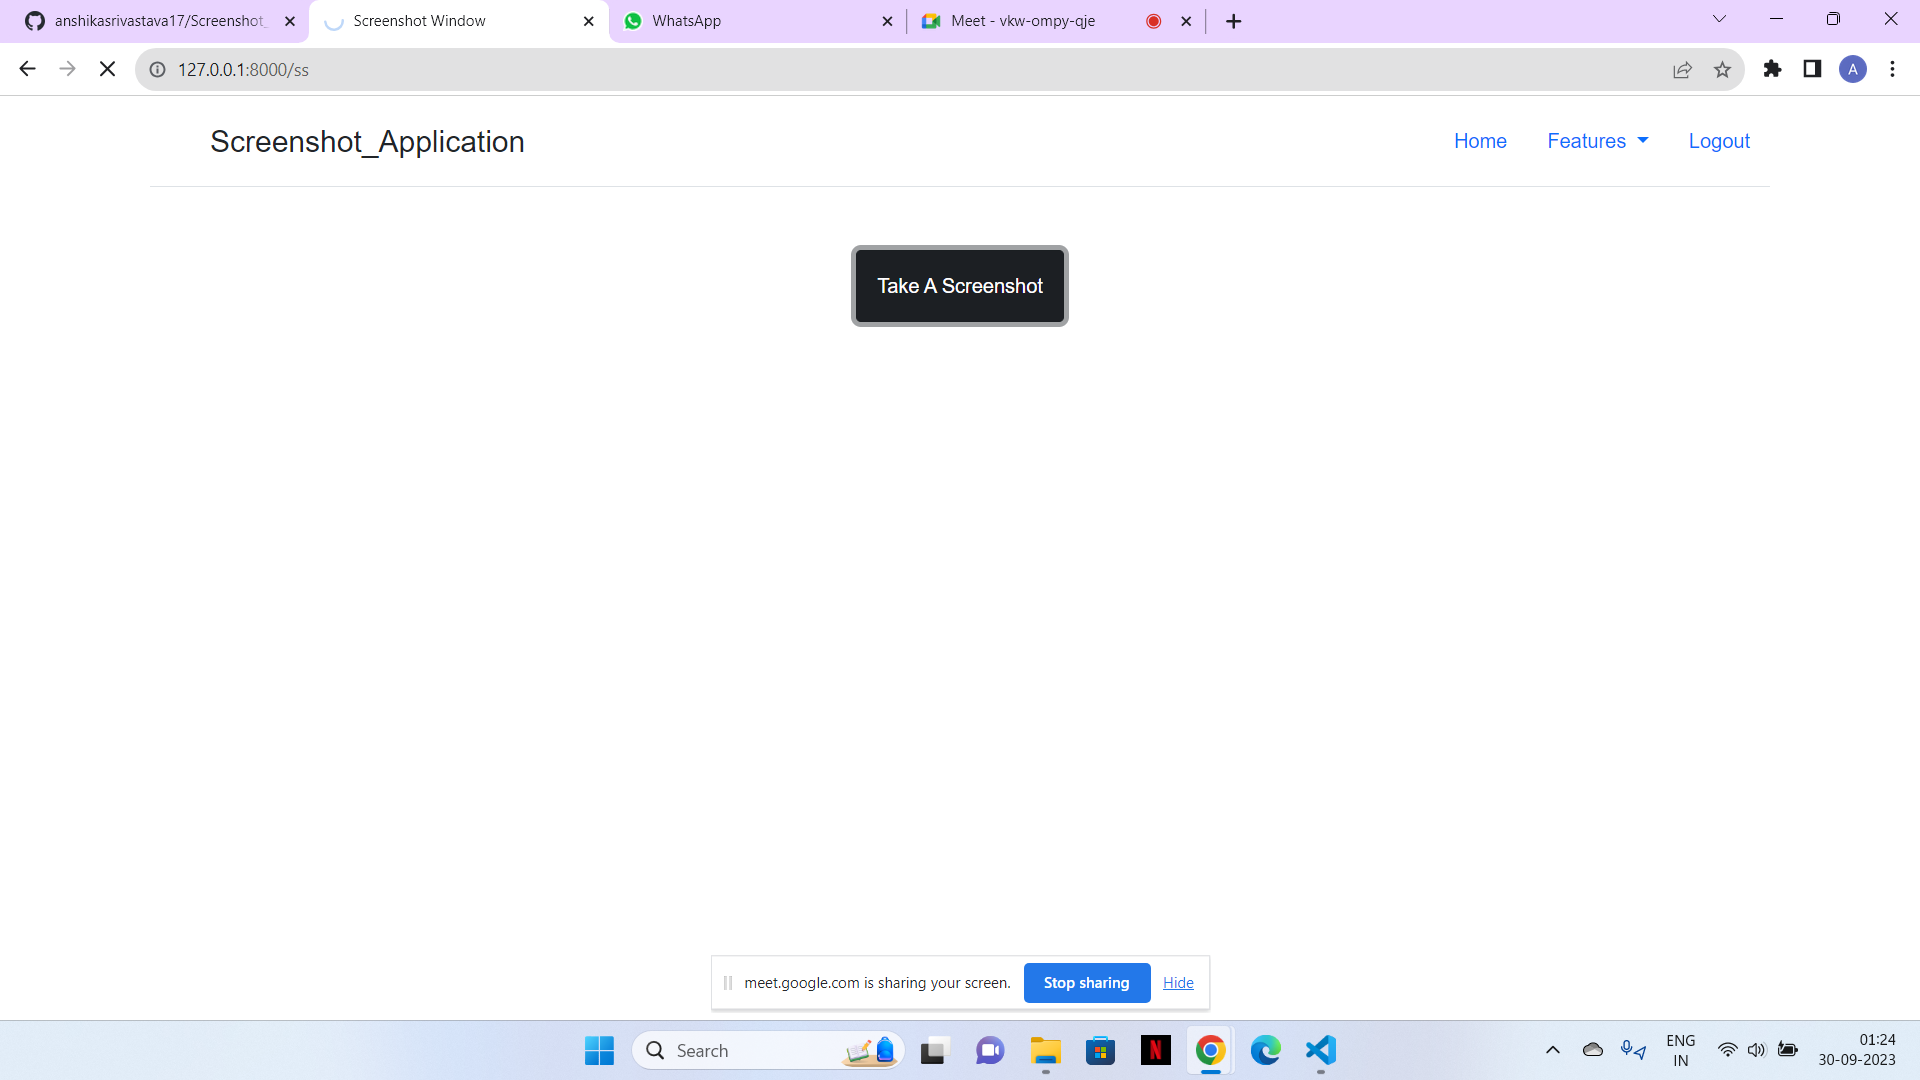 anshikasrivastava17/Screenshot_
Screenshot Window
WhatsApp
Meet - vkw-ompy-qje
127.0.0.1:8000/ss
A
Screenshot_Application
Home
Features
Logout
Take A Screenshot
meet.google.com is sharing your screen.
Stop sharing
Hide
Search
N
ENG
IN
01:24
30-09-2023